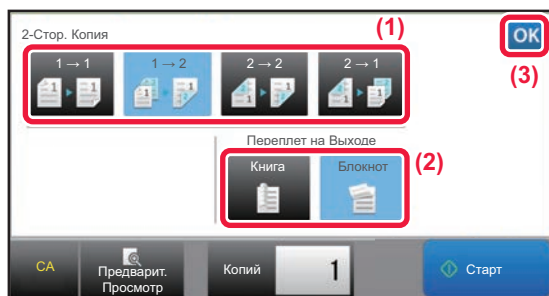 2-Стор. Копия
(1)
OK
(3)
1 → 1
1 → 2
2 → 2
2 → 1
Переплет на Выходе
Книга
Блокнот
(2)
CA
Предварит.
Просмотр
Копий
1
Старт